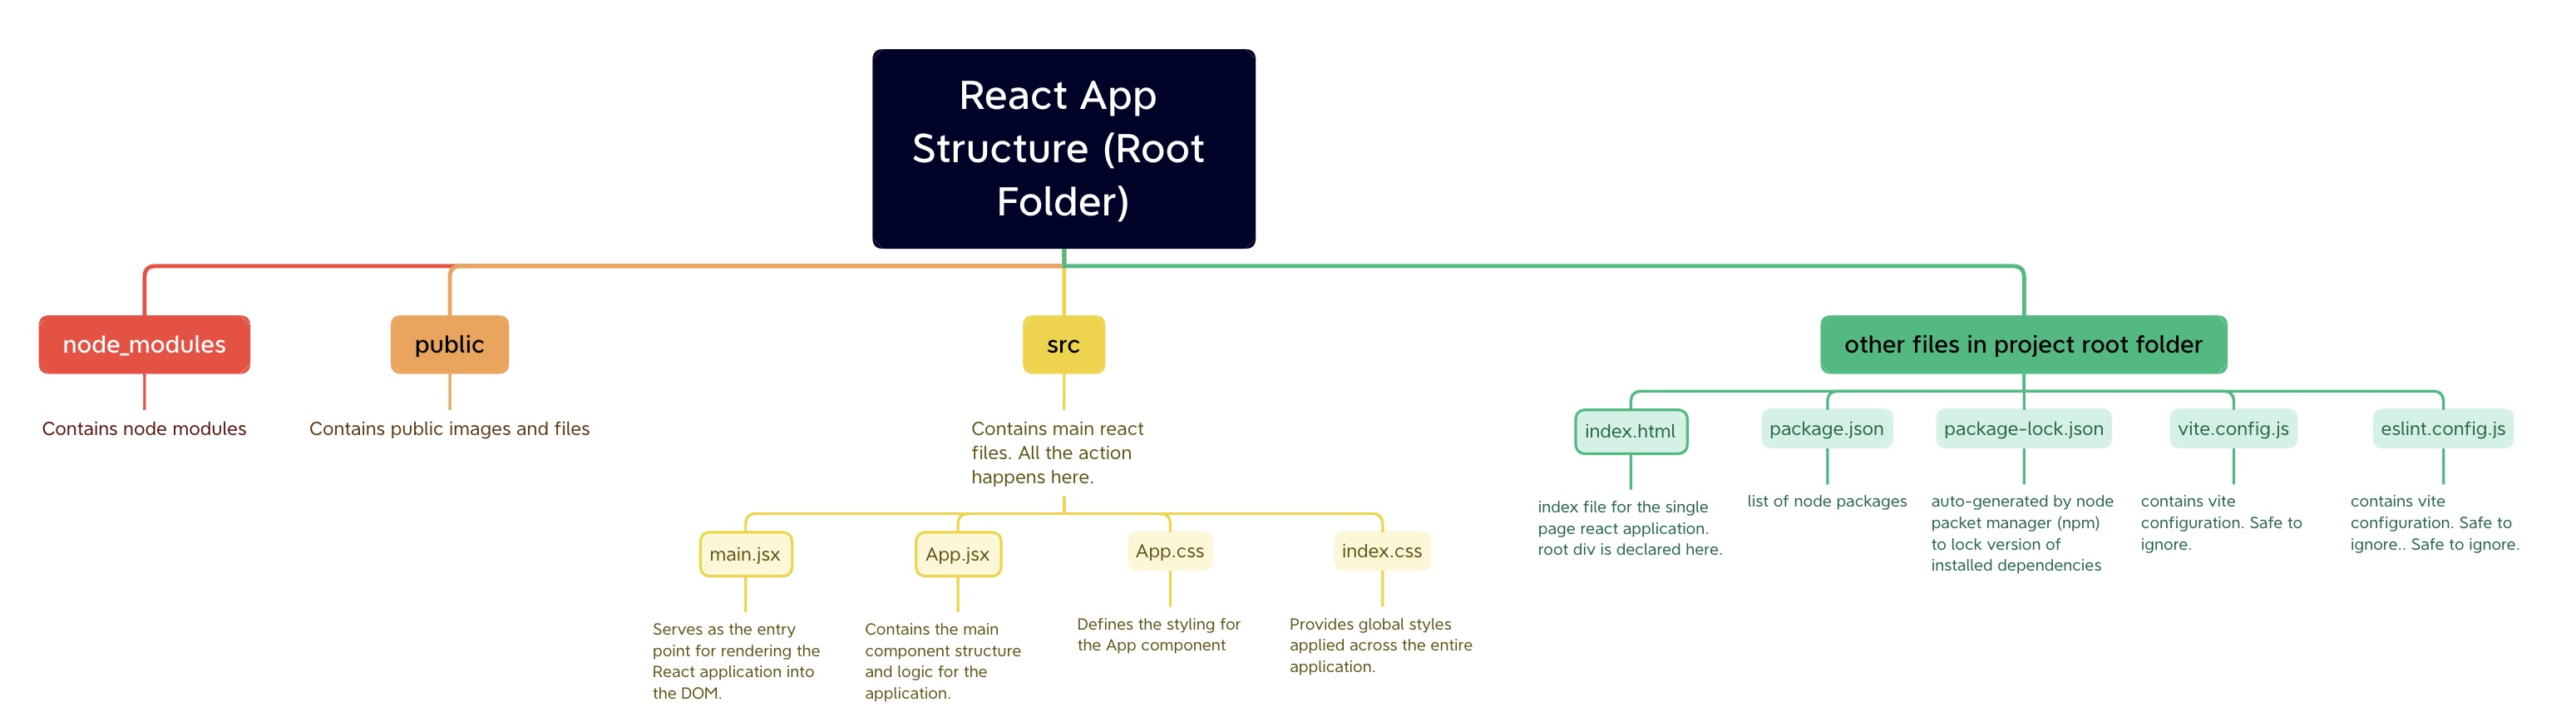 React App
Structure (Root
Folder)
node_modules
public
src
other files in project root folder
Contains node modules
Contains public images and files
Contains main react
files. All the action
happens here.
index.html
package.json
package-lock.json
vite.config.js
eslint.config.js
index file for the single
page react application.
root div is declared here.
list of node packages
auto-generated by node
packet manager (npm)
to lock version of
installed dependencies
contains vite
configuration. Safe to
ignore.
contains vite
configuration. Safe to
ignore.. Safe to ignore.
main.jsx
App.jsx
App.css
index.css
Serves as the entry
point for rendering the
React application into
the DOM.
Contains the main
component structure
and logic for the
application.
Defines the styling for
the App component
Provides global styles
applied across the entire
application.